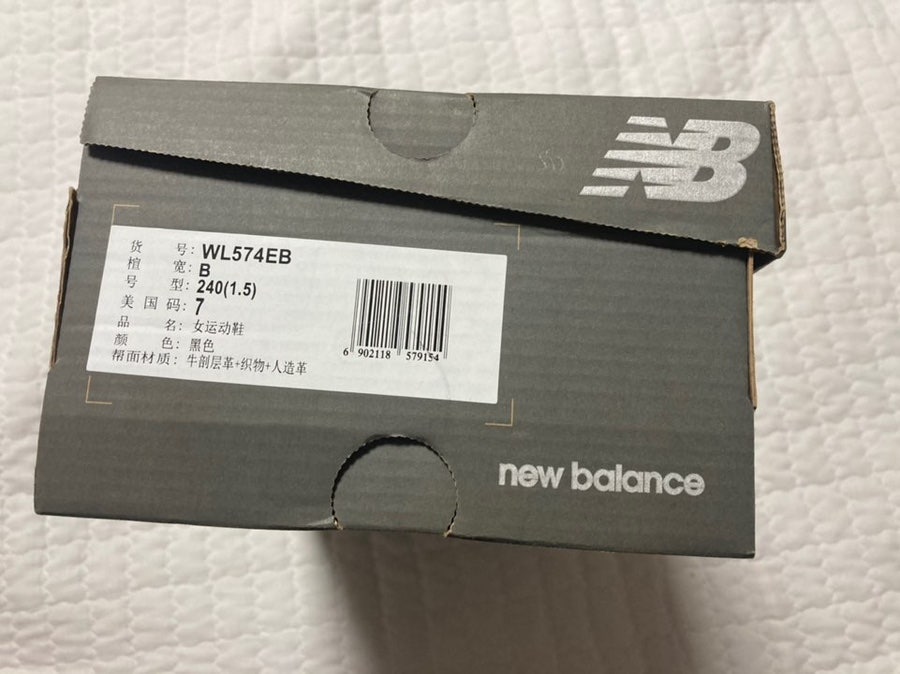 NB
货 号: WL574EB
楦 宽: B
号 型: 240(1.5)
美 国 码: 7
品 名: 女运动鞋
颜 色: 黑色
帮面材质: 牛剖层革+织物+人造革
6 902118 579154
new balance